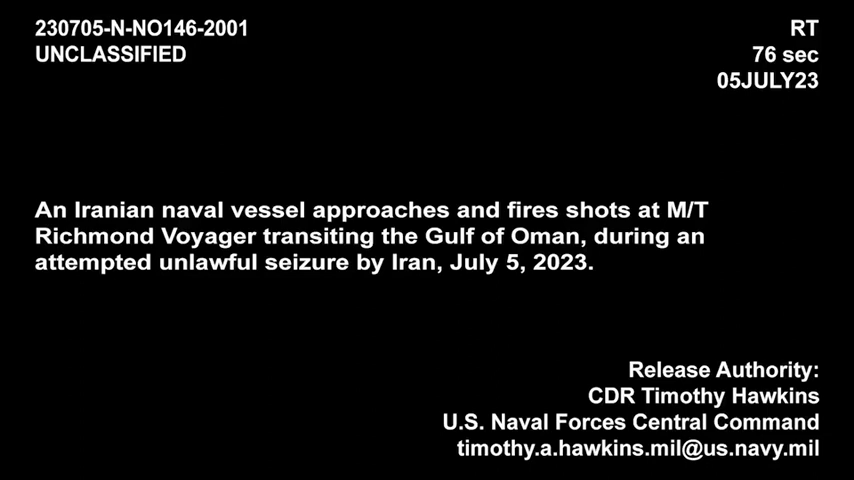 230705-N-NO146-2001
UNCLASSIFIED
RT
76 sec
05JULY23
An Iranian naval vessel approaches and fires shots at M/T
Richmond Voyager transiting the Gulf of Oman, during an
attempted unlawful seizure by Iran, July 5, 2023.
Release Authority:
CDR Timothy Hawkins
U.S. Naval Forces Central Command
timothy.a.hawkins.mil@us.navy.mil